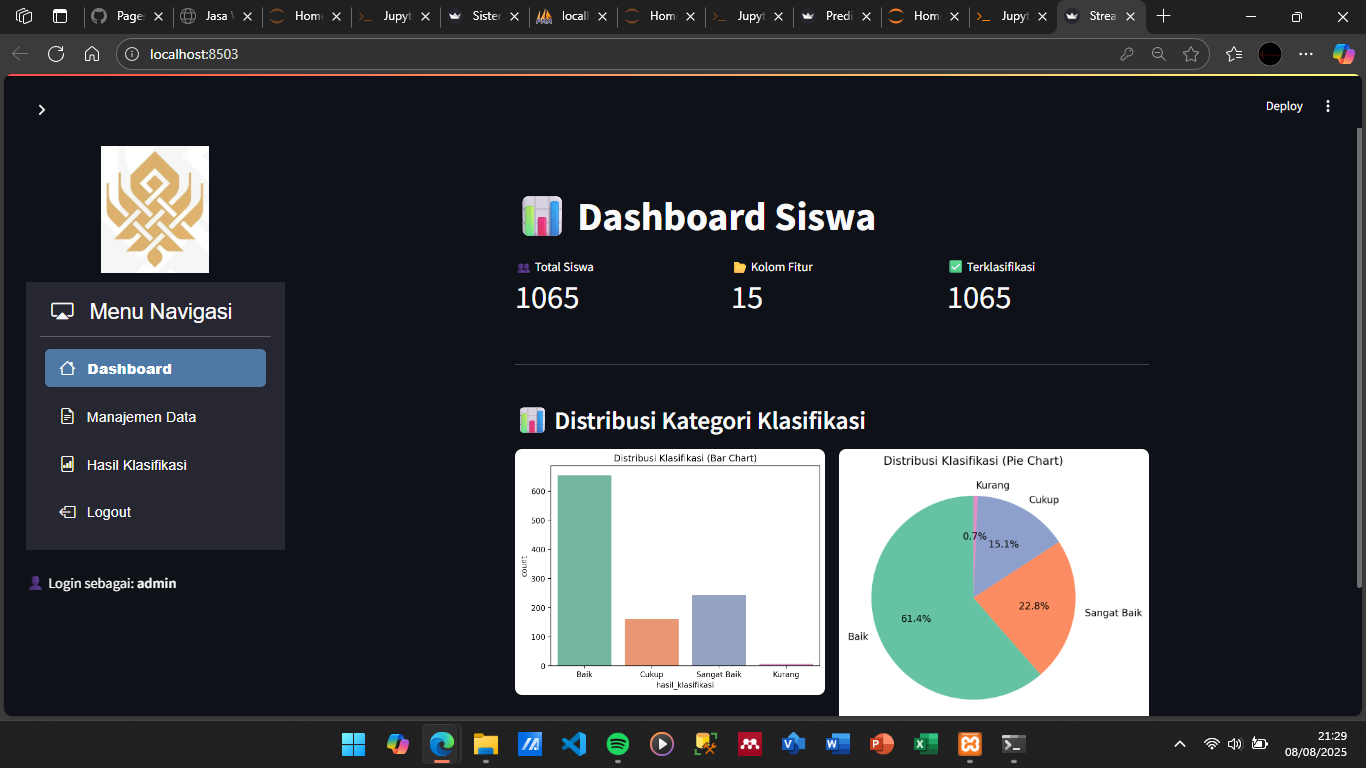 Page:
Jasa
Hom
Jupyt
Sister
locall
Hom
Jupyt
Predi
Hom
Jupyt
Strea
localhost:8503
Deploy
Menu Navigasi
Dashboard
Manajemen Data
Hasil Klasifikasi
Logout
Login sebagai: admin
Dashboard Siswa
Total Siswa
1065
Kolom Fitur
15
Terklasifikasi
1065
Distribusi Kategori Klasifikasi
Distribusi Klasifikasi (Bar Chart)
600
500
400
300
200
100
0
count
Baik
Cukup
Sangat Baik
Kurang
hasil_klasifikasi
Distribusi Klasifikasi (Pie Chart)
Kurang
Cukup
0.7%
15.1%
22.8%
Sangat Baik
61.4%
Baik
21:29
08/08/2025